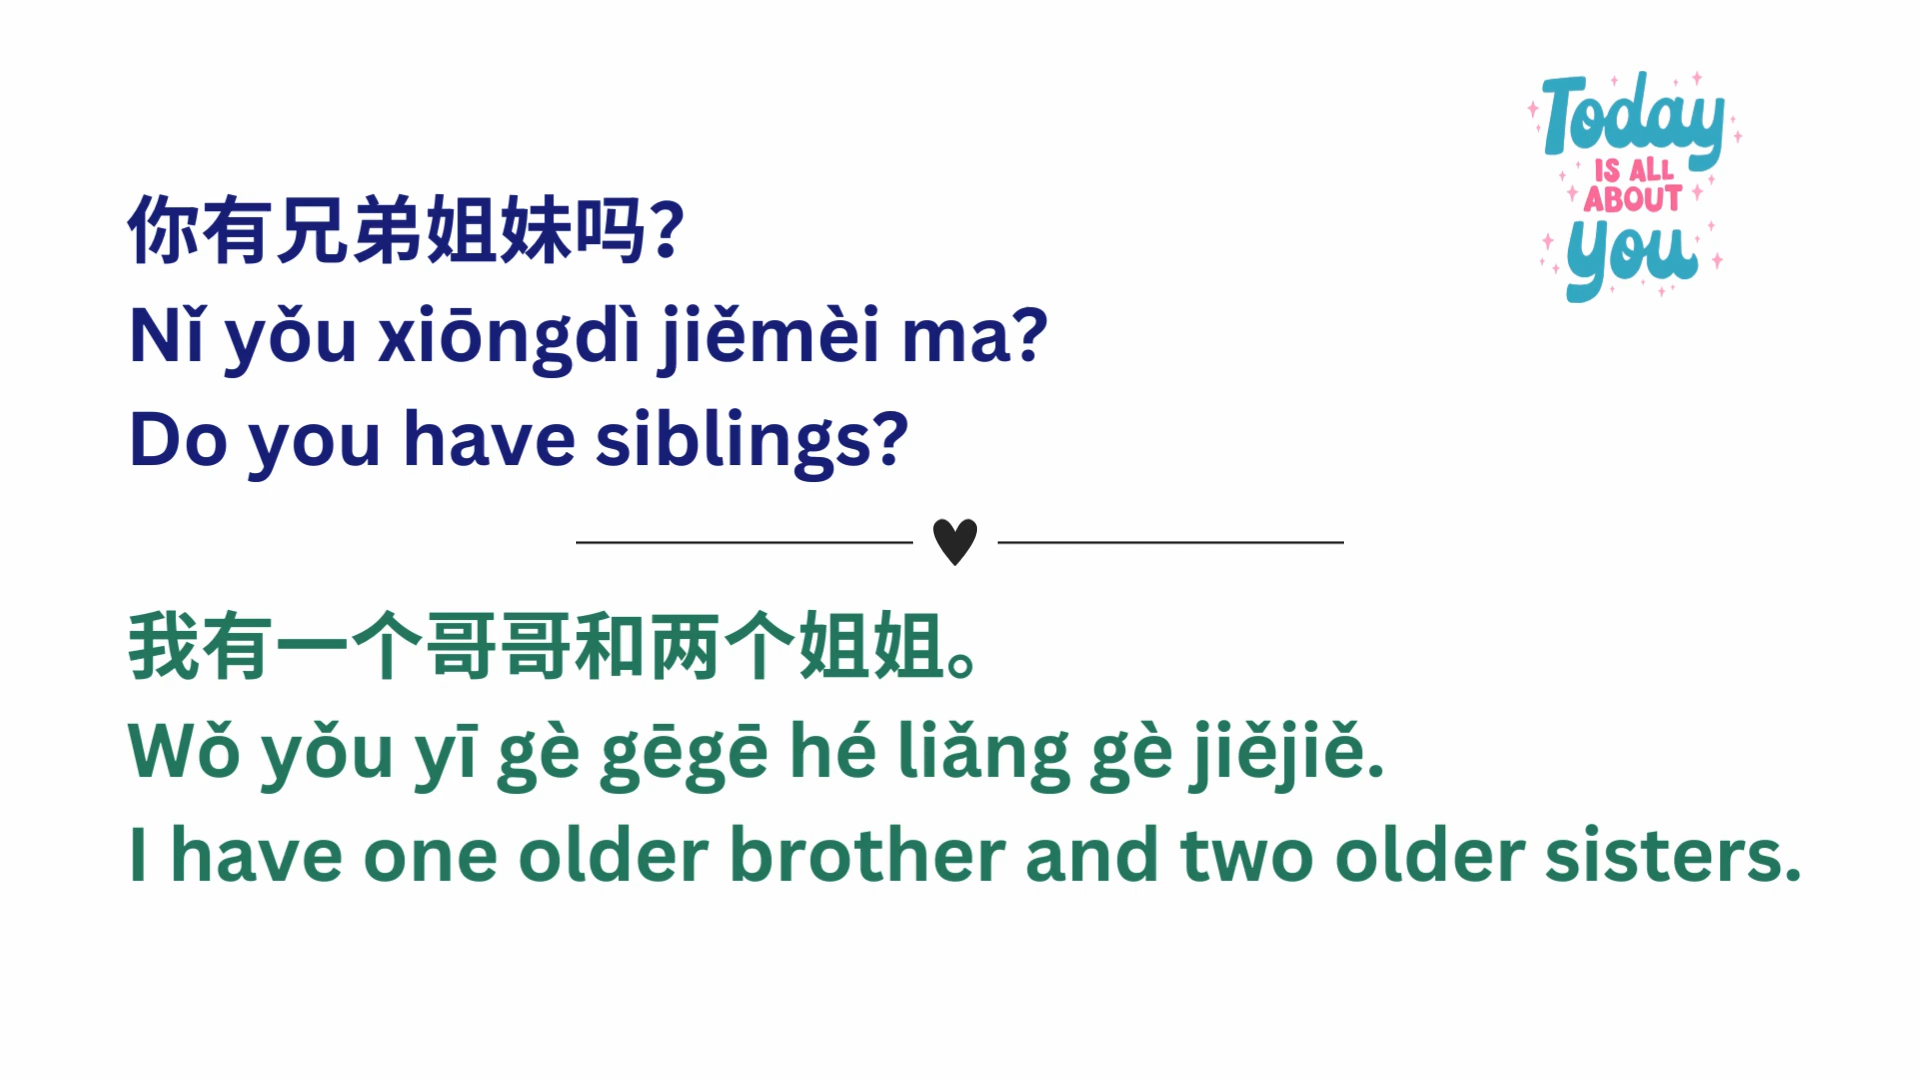 Today
IS ALL
ABOUT
you
你有兄弟姐妹吗?
Nǐ yǒu xiōngdì jiěmèi ma?
Do you have siblings?
我有一个哥哥和两个姐姐。
Wǒ yǒu yī gè gēgē hé liǎng gè jiějiě.
I have one older brother and two older sisters.